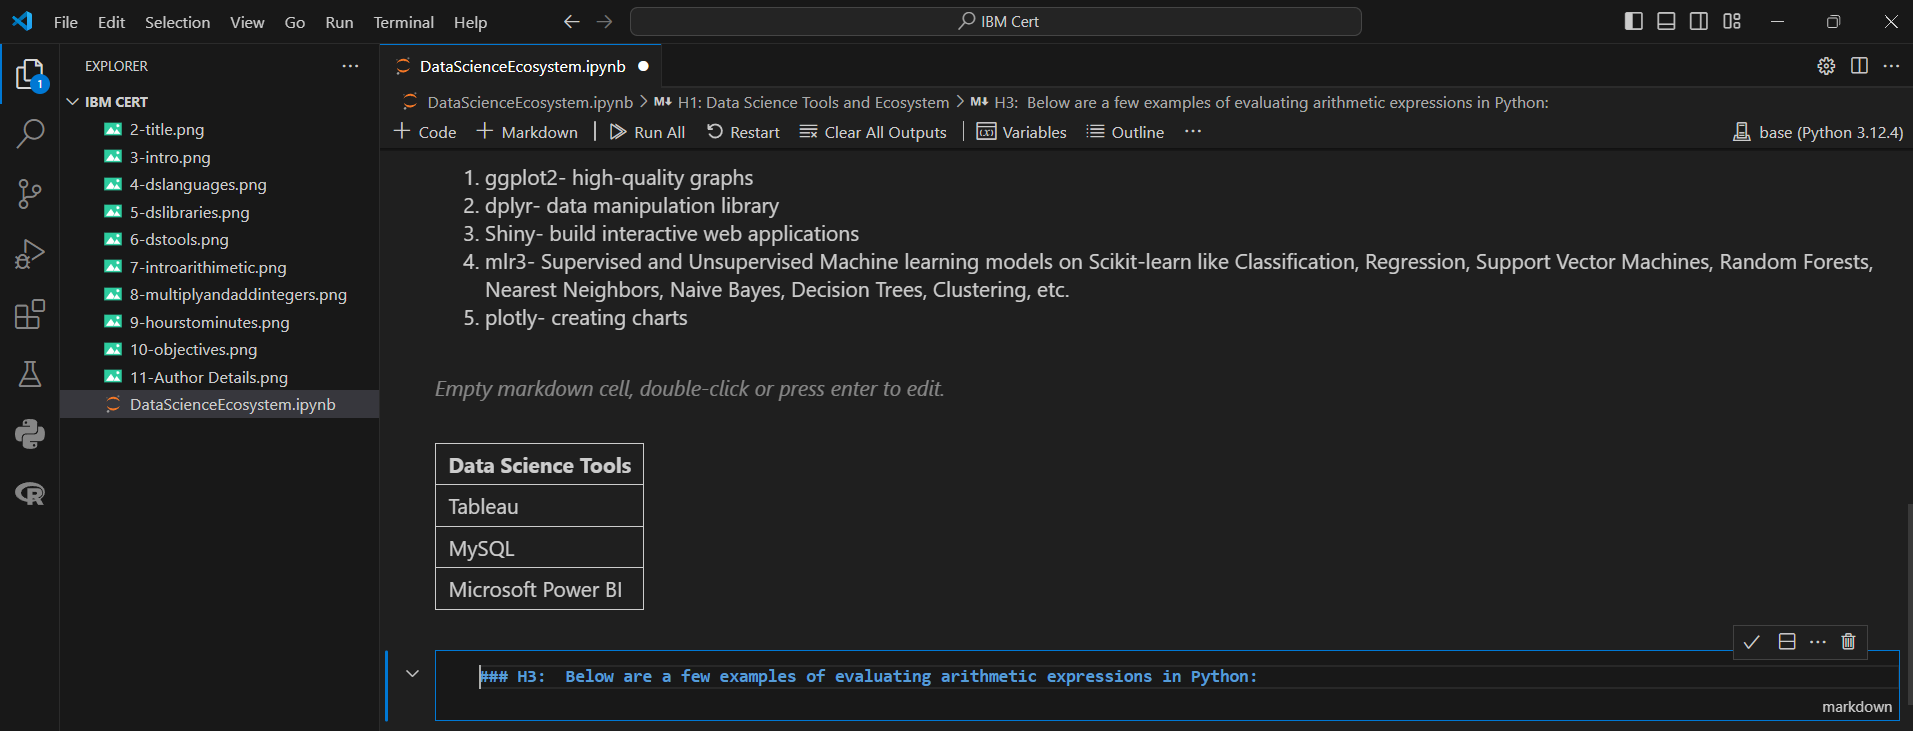 File Edit Selection View Go Run Terminal Help
IBM Cert
EXPLORER
IBM CERT
2-title.png
3-intro.png
4-dslanguages.png
5-dslibraries.png
6-dstools.png
7-introarithimetic.png
8-multiplyandaddintegers.png
9-hourstominutes.png
10-objectives.png
11-Author Details.png
DataScienceEcosystem.ipynb
1
DataScienceEcosystem.ipynb
DataScienceEcosystem.ipynb > M↓ H1: Data Science Tools and Ecosystem > M↓ H3: Below are a few examples of evaluating arithmetic expressions in Python:
+ Code + Markdown | Run All Restart Clear All Outputs | Variables Outline ···
base (Python 3.12.4)
1. ggplot2- high-quality graphs
2. dplyr- data manipulation library
3. Shiny- build interactive web applications
4. mlr3- Supervised and Unsupervised Machine learning models on Scikit-learn like Classification, Regression, Support Vector Machines, Random Forests,
Nearest Neighbors, Naive Bayes, Decision Trees, Clustering, etc.
5. plotly- creating charts
Empty markdown cell, double-click or press enter to edit.
Data Science Tools
Tableau
MySQL
Microsoft Power BI
### H3:  Below are a few examples of evaluating arithmetic expressions in Python:
markdown